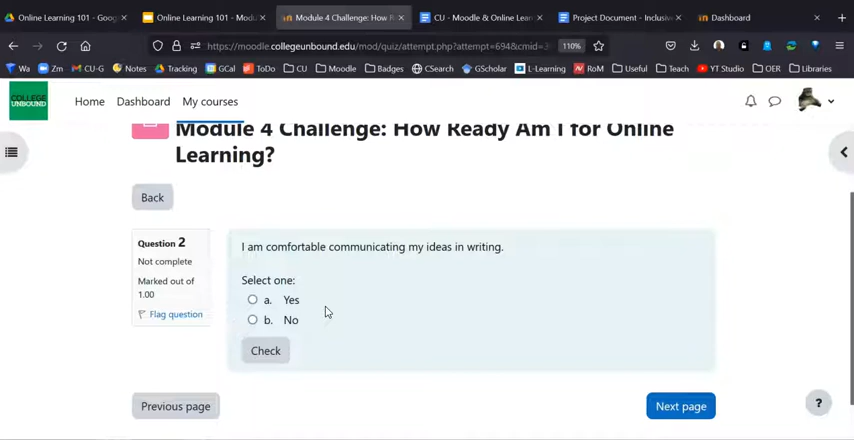 Online Learning 101 - Goog
Online Learning 101 - Modu
Module 4 Challenge: How R
CU - Moodle & Online Lear
Project Document - Inclusive
Dashboard
https://moodle.collegeunbound.edu/mod/quiz/attempt.php?attempt=694&cmid=
110%
Wa Zm CU-G Notes Tracking GCal ToDo CU Moodle Badges CSearch GScholar L-Learning RoM Useful Teach YT Studio OER Libraries
COLLEGE
UNBOUND
Home Dashboard My courses
Module 4 Challenge: How Ready Am I for Online
Learning?
Back
Question 2
Not complete
Marked out of
1.00
Flag question
I am comfortable communicating my ideas in writing.
Select one:
a. Yes
b. No
Check
Previous page
Next page
?